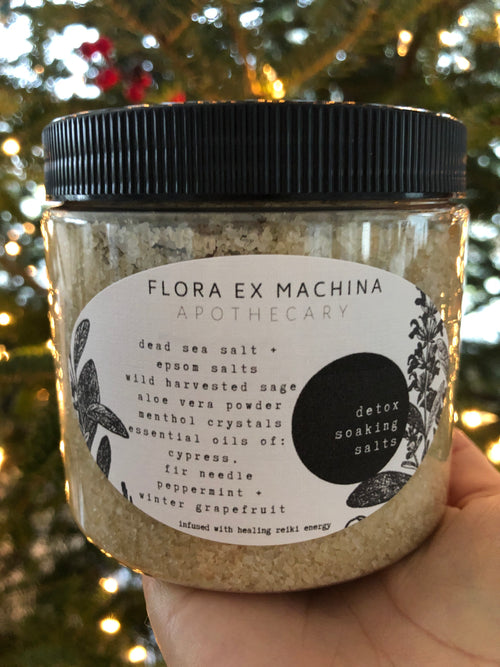 FLORA EX MACHINA
APOTHECARY
dead sea salt +
epsom salts
wild harvested sage
aloe vera powder
menthol crystals
essential oils of:
cypress.
fir needle
peppermint +
winter grapefruit
infused with healing reiki energy
detox
soaking
salts